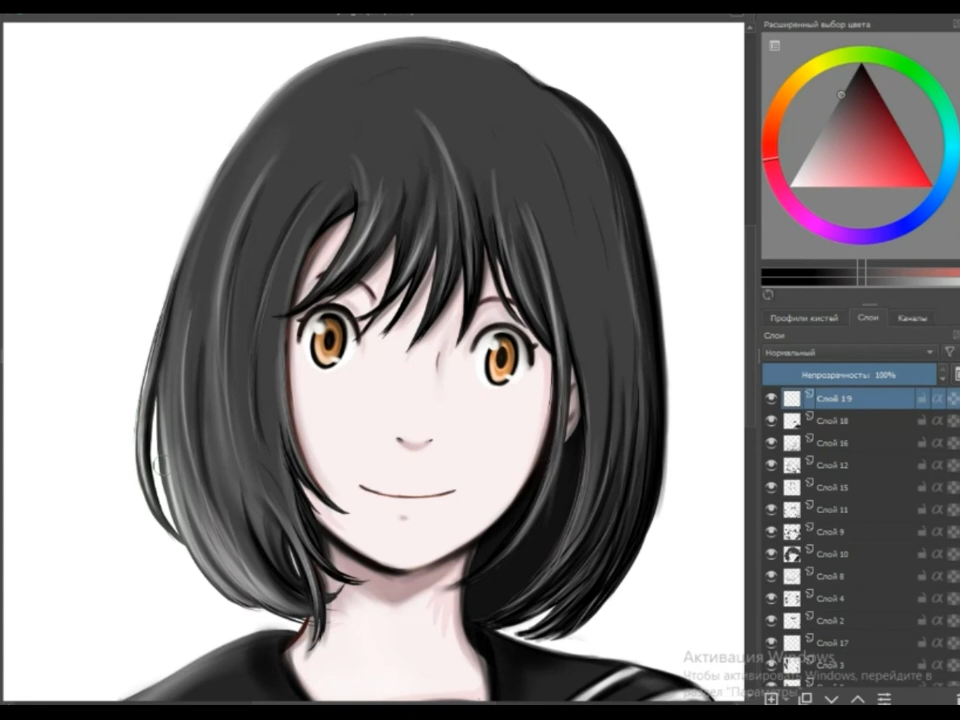 Расширенный выбор цвета
Профили кистей
Слои
Каналы
Слои
Нормальный
Непрозрачность: 100%
Слой 19
Слой 18
Слой 16
Слой 12
Слой 15
Слой 11
Слой 9
Слой 10
Слой 8
Слой 4
Слой 2
Слой 17
Слой 3
Активация Windows
Чтобы активировать Windows, перейдите в
раздел "Параметры".